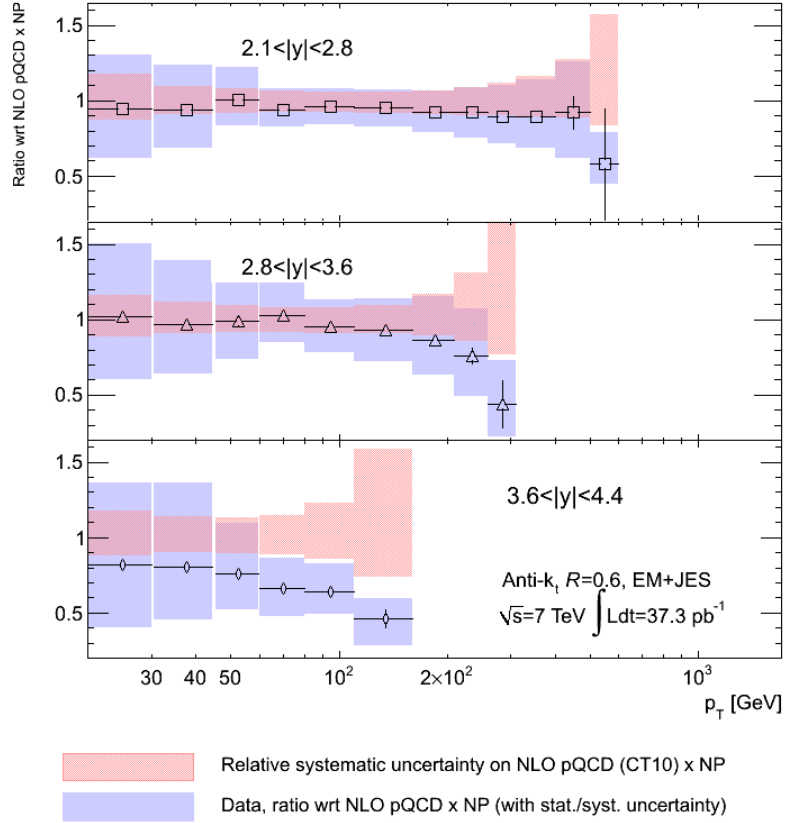 Ratio wrt NLO pQCD x NP
1.5
2.1<|y|<2.8
1
0.5
1.5
2.8<|y|<3.6
1
0.5
1.5
3.6<|y|<4.4
1
Anti-k_t R=0.6, EM+JES
0.5
√s=7 TeV ∫Ldt=37.3 pb⁻¹
30 40 50 10² 2×10² 10³
p_T [GeV]
Relative systematic uncertainty on NLO pQCD (CT10) x NP
Data, ratio wrt NLO pQCD x NP (with stat./syst. uncertainty)